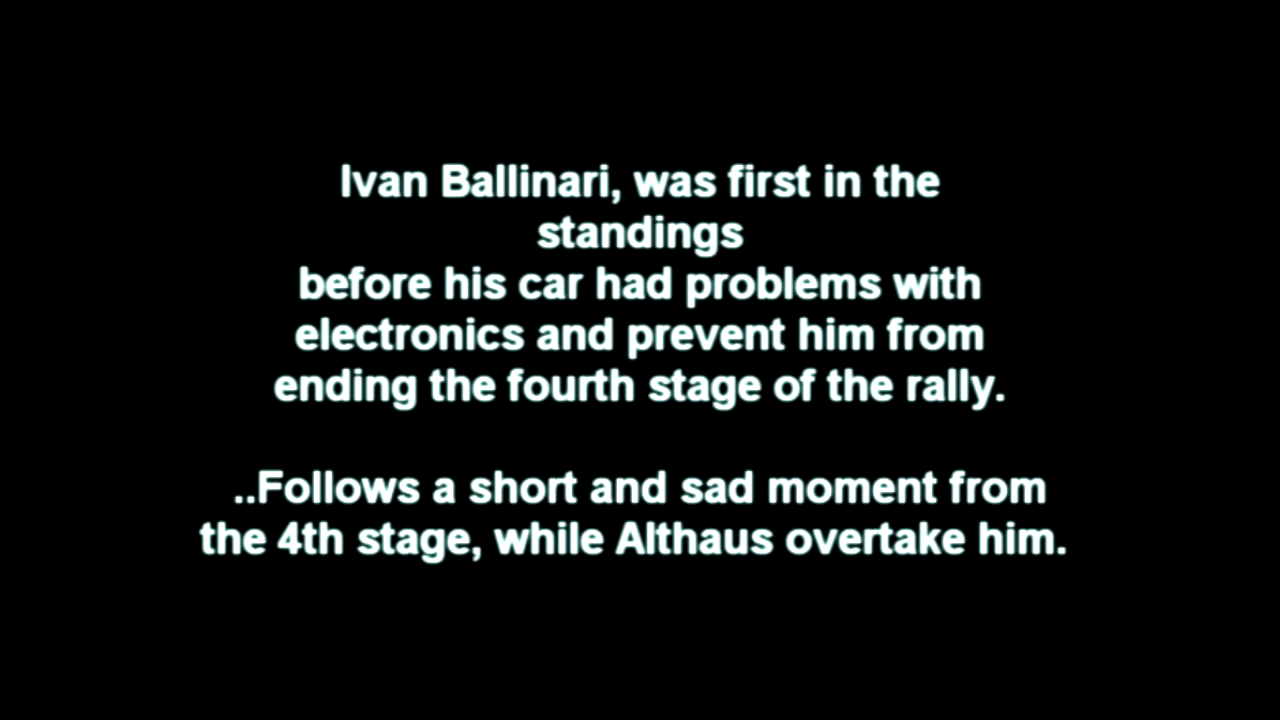 Ivan Ballinari, was first in the
standings
before his car had problems with
electronics and prevent him from
ending the fourth stage of the rally.
..Follows a short and sad moment from
the 4th stage, while Althaus overtake him.